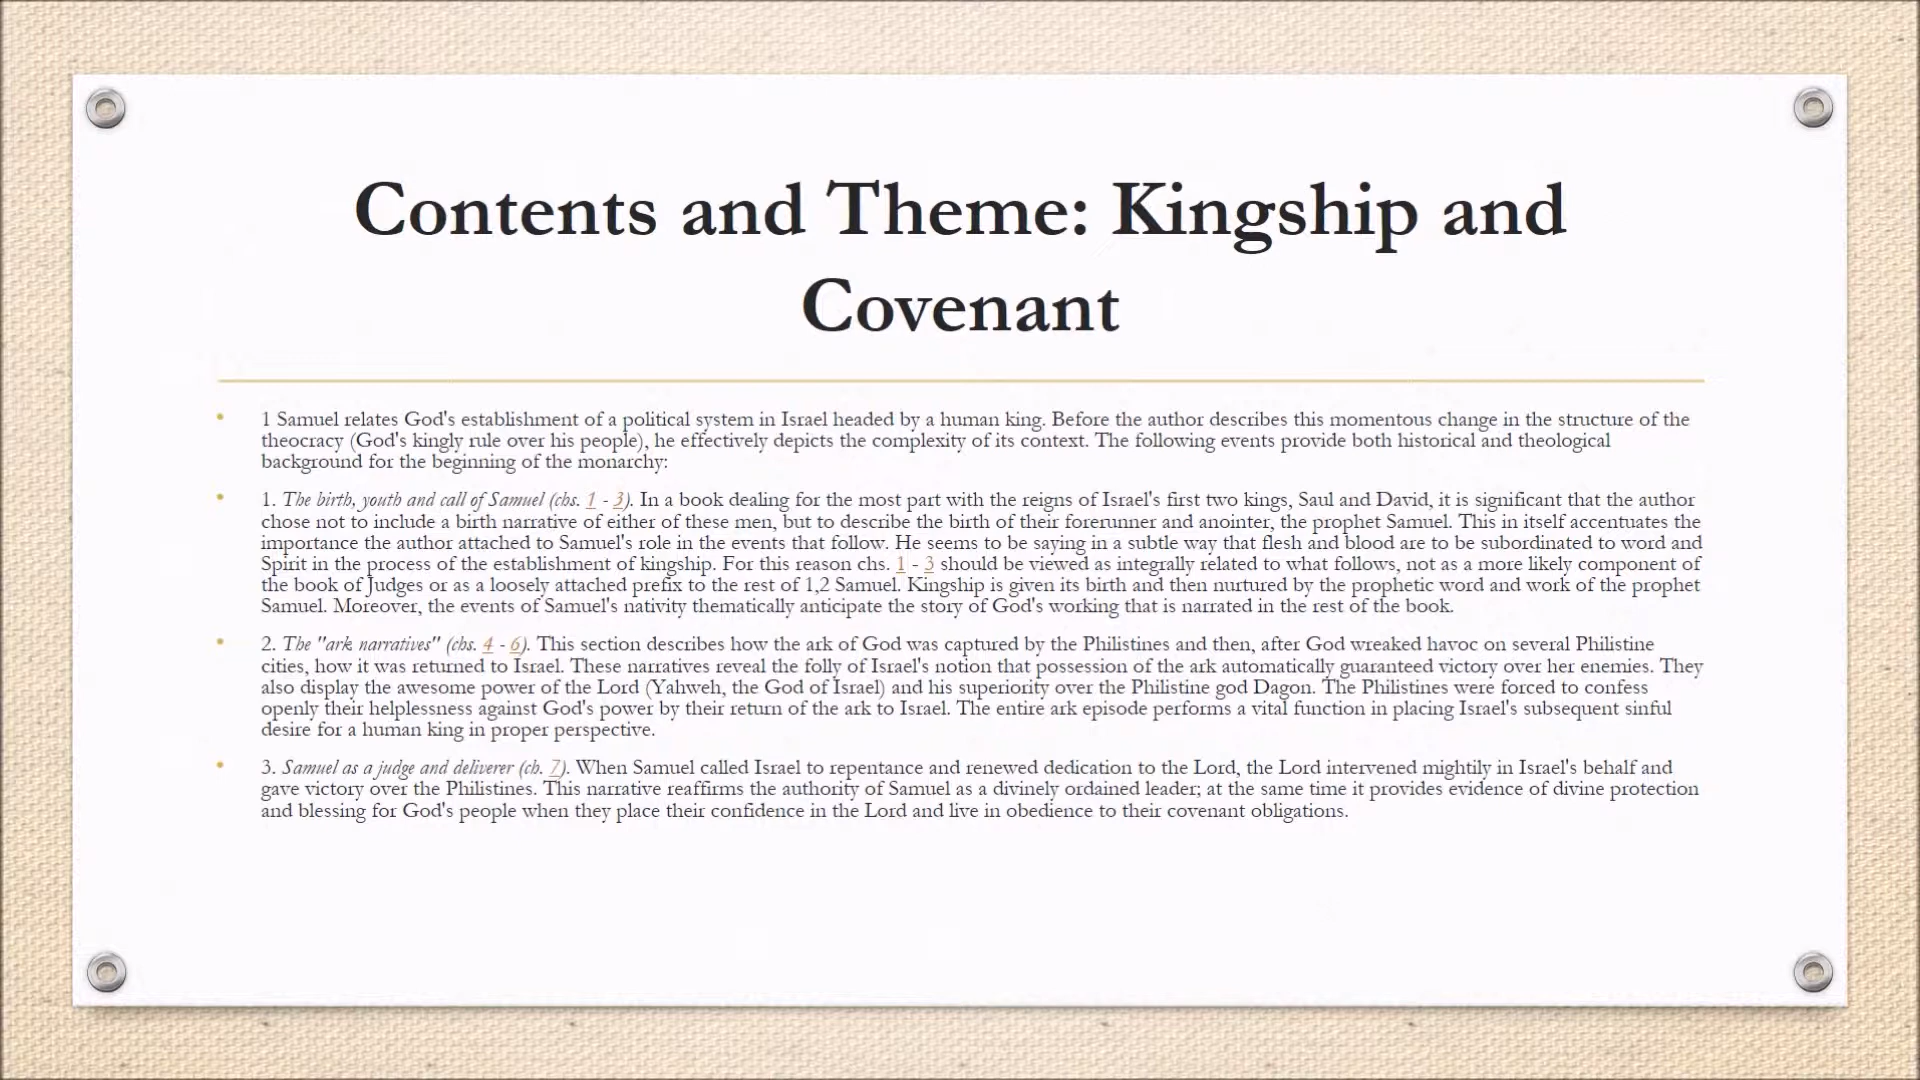 Contents and Theme: Kingship and
Covenant
• 1 Samuel relates God's establishment of a political system in Israel headed by a human king. Before the author describes this momentous change in the structure of the
theocracy (God's kingly rule over his people), he effectively depicts the complexity of its context. The following events provide both historical and theological
background for the beginning of the monarchy:
• 1. The birth, youth and call of Samuel (chs. 1 - 3). In a book dealing for the most part with the reigns of Israel's first two kings, Saul and David, it is significant that the author
chose not to include a birth narrative of either of these men, but to describe the birth of their forerunner and anointer, the prophet Samuel. This in itself accentuates the
importance the author attached to Samuel's role in the events that follow. He seems to be saying in a subtle way that flesh and blood are to be subordinated to word and
Spirit in the process of the establishment of kingship. For this reason chs. 1 - 3 should be viewed as integrally related to what follows, not as a more likely component of
the book of Judges or as a loosely attached prefix to the rest of 1,2 Samuel. Kingship is given its birth and then nurtured by the prophetic word and work of the prophet
Samuel. Moreover, the events of Samuel's nativity thematically anticipate the story of God's working that is narrated in the rest of the book.
• 2. The "ark narratives" (chs. 4 - 6). This section describes how the ark of God was captured by the Philistines and then, after God wreaked havoc on several Philistine
cities, how it was returned to Israel. These narratives reveal the folly of Israel's notion that possession of the ark automatically guaranteed victory over her enemies. They
also display the awesome power of the Lord (Yahweh, the God of Israel) and his superiority over the Philistine god Dagon. The Philistines were forced to confess
openly their helplessness against God's power by their return of the ark to Israel. The entire ark episode performs a vital function in placing Israel's subsequent sinful
desire for a human king in proper perspective.
• 3. Samuel as a judge and deliverer (ch. 7). When Samuel called Israel to repentance and renewed dedication to the Lord, the Lord intervened mightily in Israel's behalf and
gave victory over the Philistines. This narrative reaffirms the authority of Samuel as a divinely ordained leader; at the same time it provides evidence of divine protection
and blessing for God's people when they place their confidence in the Lord and live in obedience to their covenant obligations.